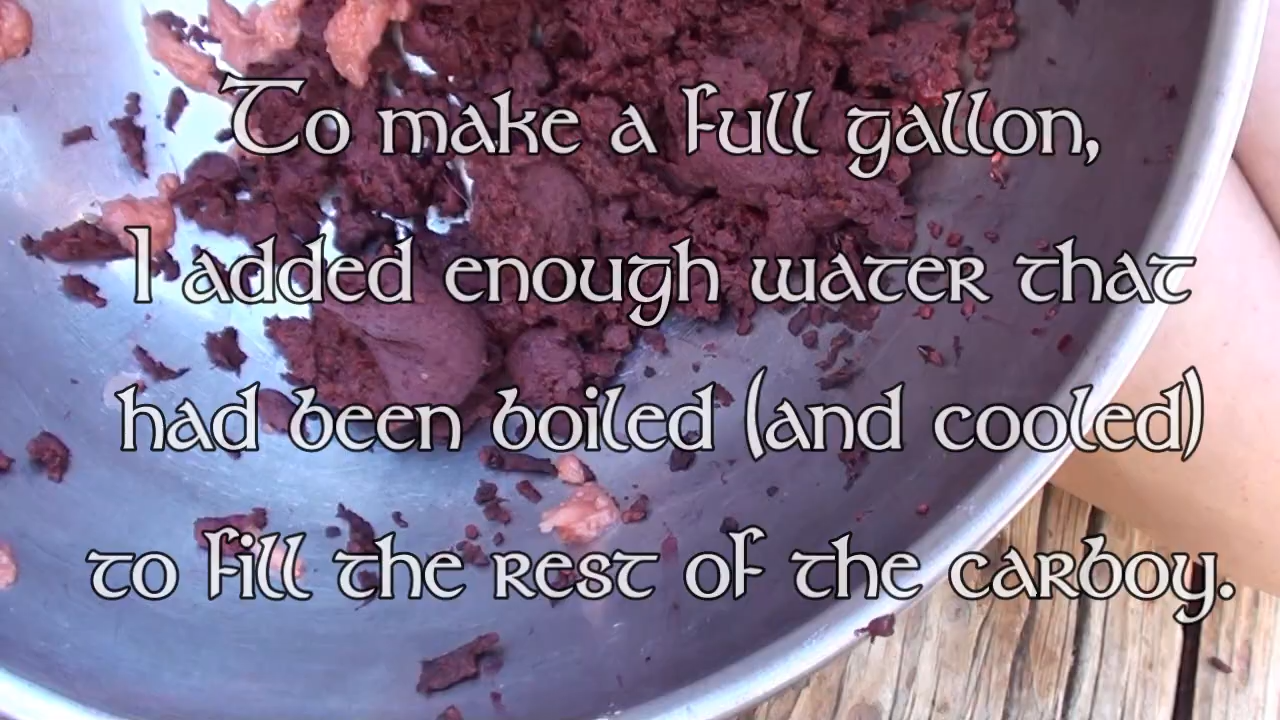 To make a full gallon,
I added enough water that
had been boiled (and cooled)
to fill the rest of the carboy.